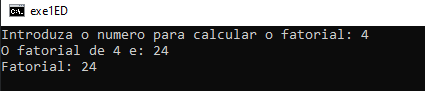 exe1ED
Introduza o numero para calcular o fatorial: 4
O fatorial de 4 e: 24
Fatorial: 24